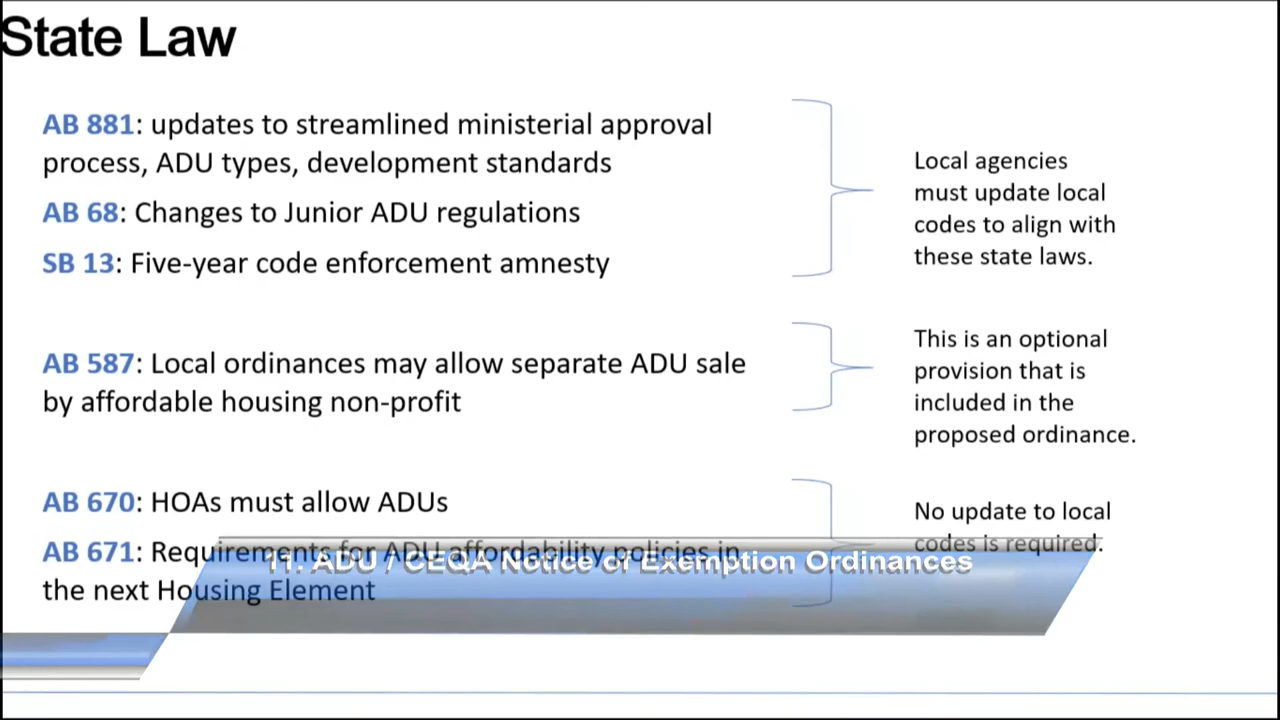 State Law
AB 881: updates to streamlined ministerial approval
process, ADU types, development standards
AB 68: Changes to Junior ADU regulations
SB 13: Five-year code enforcement amnesty
Local agencies
must update local
codes to align with
these state laws.
AB 587: Local ordinances may allow separate ADU sale
by affordable housing non-profit
This is an optional
provision that is
included in the
proposed ordinance.
AB 670: HOAs must allow ADUs
AB 671: Requirements for ADU affordability policies in
the next Housing Element
No update to local
codes is required.
11. ADU / CEQA Notice of Exemption Ordinances